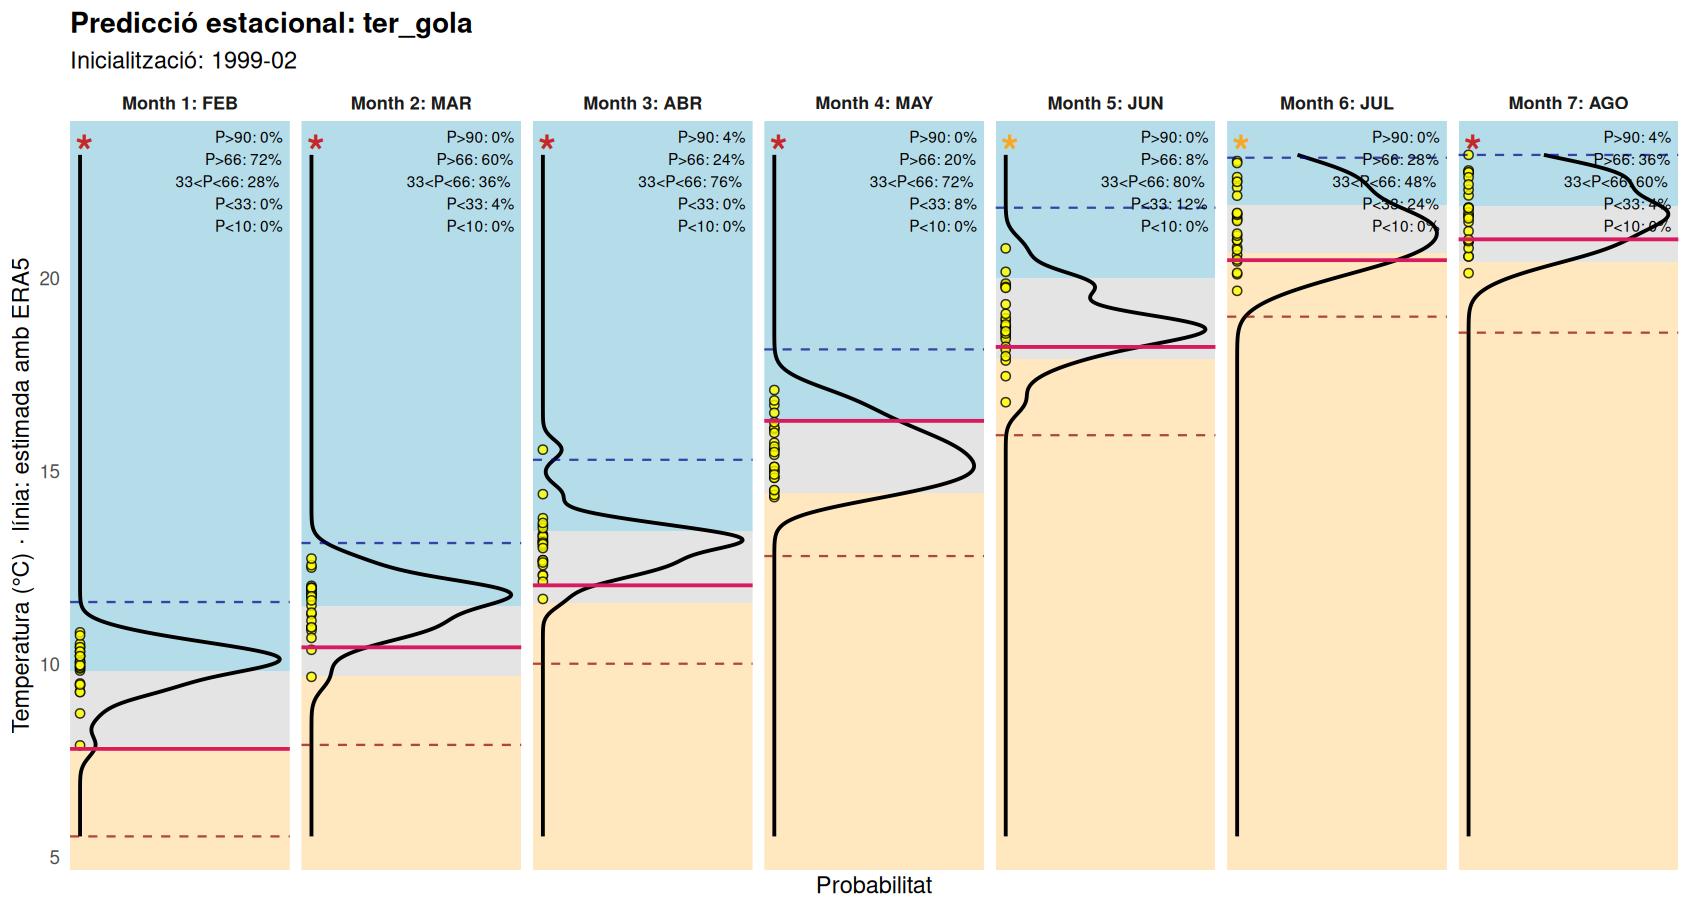 Predicció estacional: ter_gola
Inicialització: 1999-02
Month 1: FEB
Month 2: MAR
Month 3: ABR
Month 4: MAY
Month 5: JUN
Month 6: JUL
Month 7: AGO
P>90: 0%
P>66: 72%
33<P<66: 28%
P<33: 0%
P<10: 0%
P>90: 0%
P>66: 60%
33<P<66: 36%
P<33: 4%
P<10: 0%
P>90: 4%
P>66: 24%
33<P<66: 76%
P<33: 0%
P<10: 0%
P>90: 0%
P>66: 20%
33<P<66: 72%
P<33: 8%
P<10: 0%
P>90: 0%
P>66: 8%
33<P<66: 80%
P<33: 12%
P<10: 0%
P>90: 0%
P>66: 28%
33<P<66: 48%
P<33: 24%
P<10: 0%
P>90: 4%
P>66: 36%
33<P<66: 60%
P<33: 4%
P<10: 0%
20
15
10
5
Temperatura (°C) · línia: estimada amb ERA5
Probabilitat